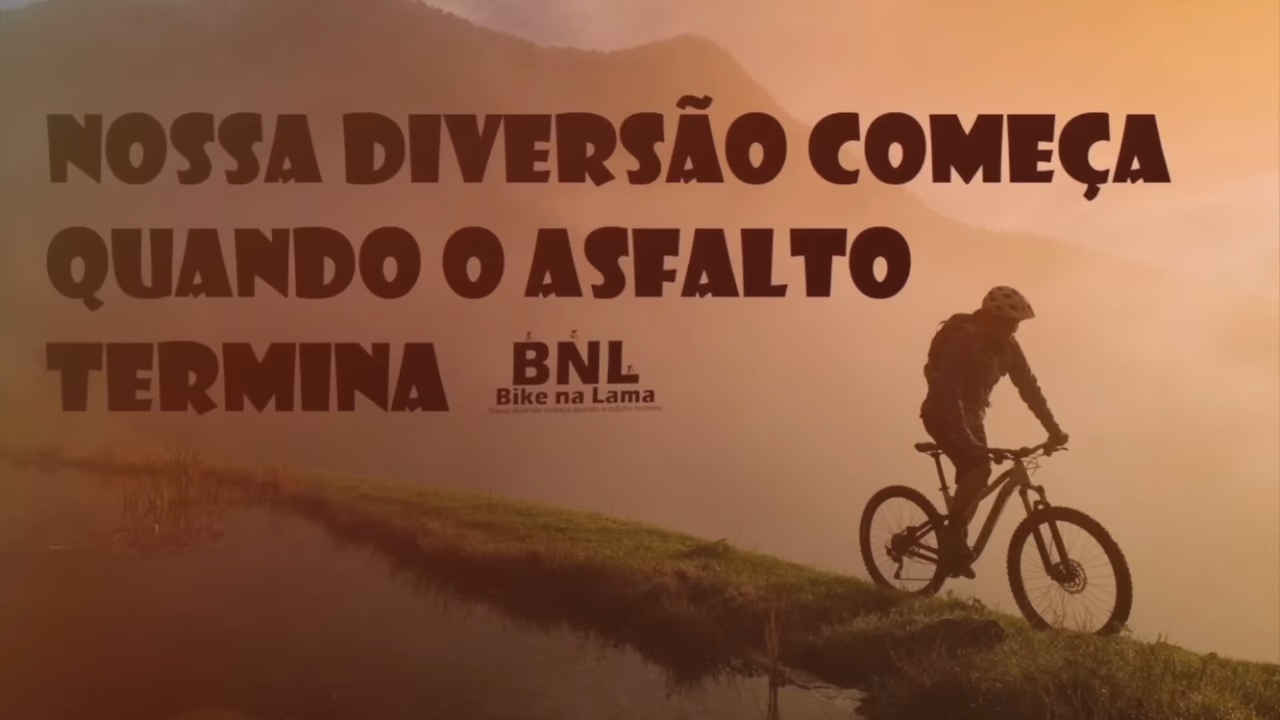 NOSSA DIVERSÃO COMEÇA
QUANDO O ASFALTO
TERMINA
BNL
Bike na Lama
Nossa diversão começa quando o asfalto termina